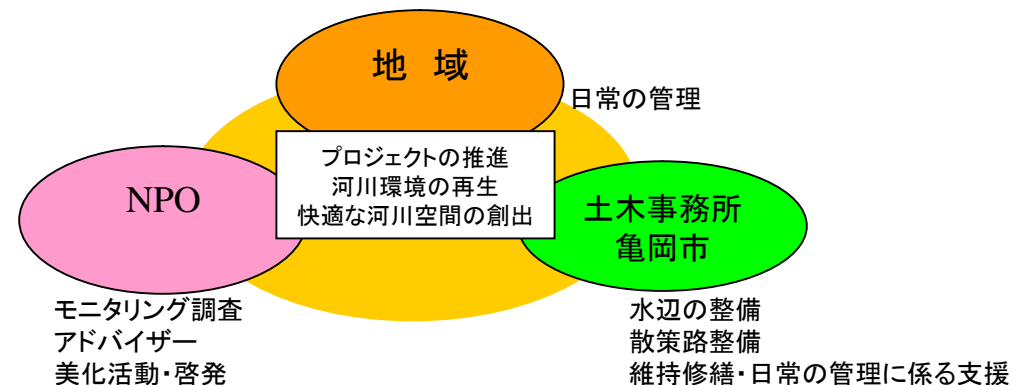 地 域
日常の管理
プロジェクトの推進
河川環境の再生
快適な河川空間の創出
NPO
土木事務所
亀岡市
モニタリング調査
アドバイザー
美化活動・啓発
水辺の整備
散策路整備
維持修繕・日常の管理に係る支援